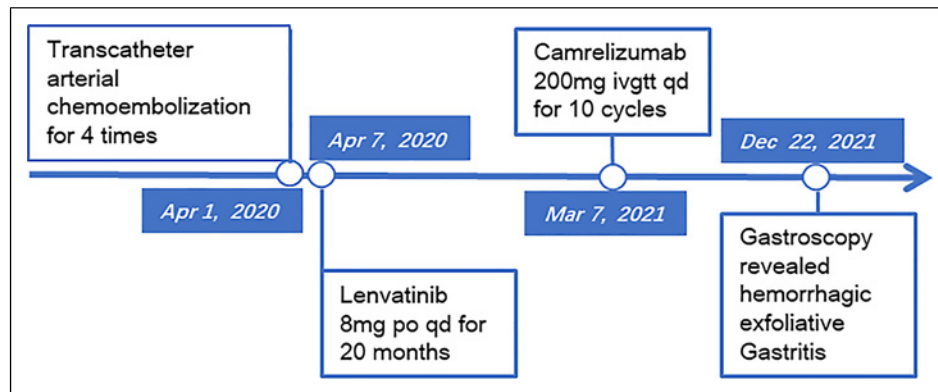 Transcatheter
arterial
chemoembolization
for 4 times
Apr 7, 2020
Camrelizumab
200mg ivgtt qd
for 10 cycles
Dec 22, 2021
Apr 1, 2020
Mar 7, 2021
Lenvatinib
8mg po qd for
20 months
Gastroscopy
revealed
hemorrhagic
exfoliative
Gastritis